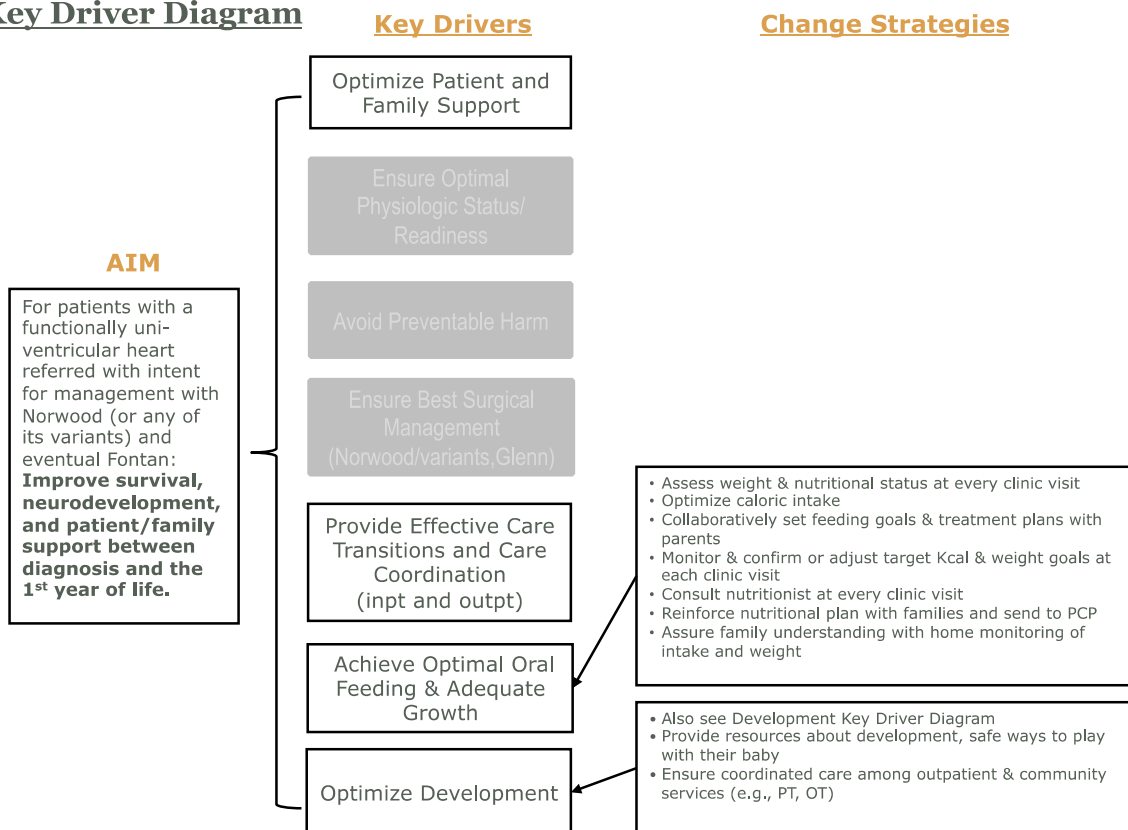 Key Driver Diagram
Key Drivers
Change Strategies
Optimize Patient and
Family Support
Ensure Optimal
Physiologic Status/
Readiness
Avoid Preventable Harm
Ensure Best Surgical
Management
(Norwood/variants,Glenn)
AIM
For patients with a
functionally uni-
ventricular heart
referred with intent
for management with
Norwood (or any of
its variants) and
eventual Fontan:
Improve survival,
neurodevelopment,
and patient/family
support between
diagnosis and the
1st year of life.
Provide Effective Care
Transitions and Care
Coordination
(inpt and outpt)
Achieve Optimal Oral
Feeding & Adequate
Growth
Optimize Development
• Assess weight & nutritional status at every clinic visit
• Optimize caloric intake
• Collaboratively set feeding goals & treatment plans with
parents
• Monitor & confirm or adjust target Kcal & weight goals at
each clinic visit
• Consult nutritionist at every clinic visit
• Reinforce nutritional plan with families and send to PCP
• Assure family understanding with home monitoring of
intake and weight
• Also see Development Key Driver Diagram
• Provide resources about development, safe ways to play
with their baby
• Ensure coordinated care among outpatient & community
services (e.g., PT, OT)